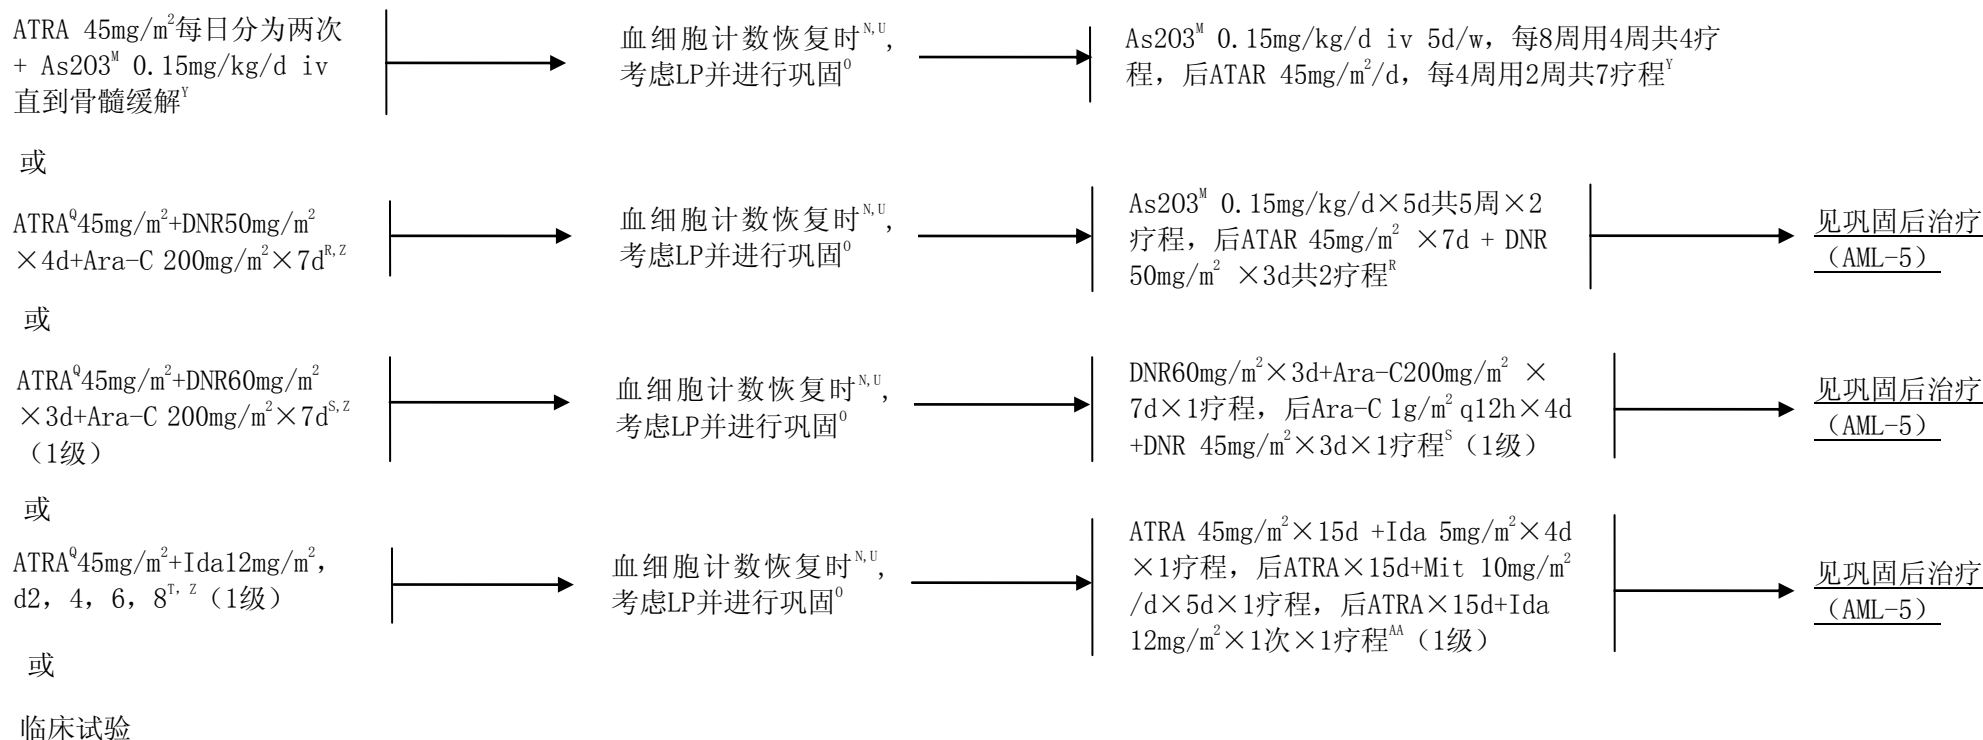 ATRA 45mg/m²每日分为两次
+ As2O3ᴹ 0.15mg/kg/d iv
直到骨髓缓解ʸ
血细胞计数恢复时ᴺ,ᵁ,
考虑LP并进行巩固⁰
As2O3ᴹ 0.15mg/kg/d iv 5d/w，每8周用4周共4疗
程，后ATAR 45mg/m²/d，每4周用2周共7疗程ʸ
或
ATRAQ45mg/m²+DNR50mg/m²
×4d+Ara-C 200mg/m²×7dR,Z
血细胞计数恢复时ᴺ,ᵁ,
考虑LP并进行巩固⁰
As2O3ᴹ 0.15mg/kg/d×5d共5周×2
疗程，后ATAR 45mg/m² ×7d + DNR
50mg/m² ×3d共2疗程ᴿ
见巩固后治疗
（AML-5）
或
ATRAQ45mg/m²+DNR60mg/m²
×3d+Ara-C 200mg/m²×7dS,Z
（1级）
血细胞计数恢复时ᴺ,ᵁ,
考虑LP并进行巩固⁰
DNR60mg/m²×3d+Ara-C200mg/m² ×
7d×1疗程，后Ara-C 1g/m² q12h×4d
+DNR 45mg/m²×3d×1疗程S（1级）
见巩固后治疗
（AML-5）
或
ATRAQ45mg/m²+Ida12mg/m²，
d2，4，6，8T, Z（1级）
血细胞计数恢复时ᴺ,ᵁ,
考虑LP并进行巩固⁰
ATRA 45mg/m²×15d +Ida 5mg/m²×4d
×1疗程，后ATRA×15d+Mit 10mg/m²
/d×5d×1疗程，后ATRA×15d+Ida
12mg/m²×1次×1疗程AA（1级）
见巩固后治疗
（AML-5）
或
临床试验